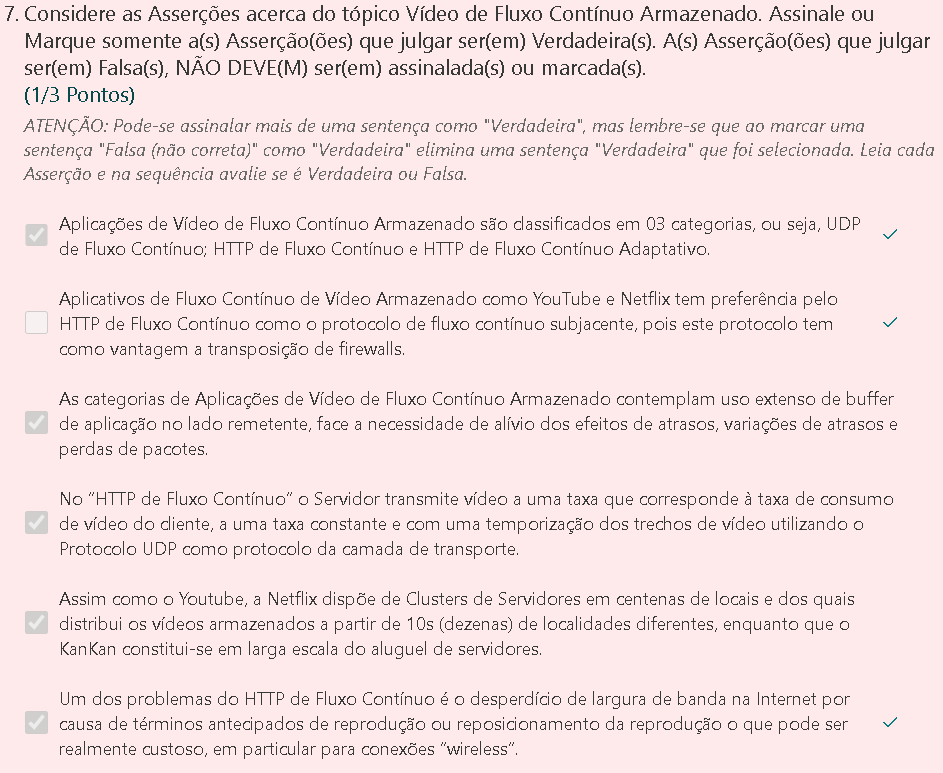 7. Considere as Asserções acerca do tópico Vídeo de Fluxo Contínuo Armazenado. Assinale ou
Marque somente a(s) Asserção(ões) que julgar ser(em) Verdadeira(s). A(s) Asserção(ões) que julgar
ser(em) Falsa(s), NÃO DEVE(M) ser(em) assinalada(s) ou marcada(s).
(1/3 Pontos)
ATENÇÃO: Pode-se assinalar mais de uma sentença como "Verdadeira", mas lembre-se que ao marcar uma
sentença "Falsa (não correta)" como "Verdadeira" elimina uma sentença "Verdadeira" que foi selecionada. Leia cada
Asserção e na sequência avalie se é Verdadeira ou Falsa.
Aplicações de Vídeo de Fluxo Contínuo Armazenado são classificados em 03 categorias, ou seja, UDP
de Fluxo Contínuo; HTTP de Fluxo Contínuo e HTTP de Fluxo Contínuo Adaptativo.
Aplicativos de Fluxo Contínuo de Vídeo Armazenado como YouTube e Netflix tem preferência pelo
HTTP de Fluxo Contínuo como o protocolo de fluxo contínuo subjacente, pois este protocolo tem
como vantagem a transposição de firewalls.
As categorias de Aplicações de Vídeo de Fluxo Contínuo Armazenado contemplam uso extenso de buffer
de aplicação no lado remetente, face a necessidade de alívio dos efeitos de atrasos, variações de atrasos e
perdas de pacotes.
No “HTTP de Fluxo Contínuo” o Servidor transmite vídeo a uma taxa que corresponde à taxa de consumo
de vídeo do cliente, a uma taxa constante e com uma temporização dos trechos de vídeo utilizando o
Protocolo UDP como protocolo da camada de transporte.
Assim como o Youtube, a Netflix dispõe de Clusters de Servidores em centenas de locais e dos quais
distribui os vídeos armazenados a partir de 10s (dezenas) de localidades diferentes, enquanto que o
KanKan constitui-se em larga escala do aluguel de servidores.
Um dos problemas do HTTP de Fluxo Contínuo é o desperdício de largura de banda na Internet por
causa de términos antecipados de reprodução ou reposicionamento da reprodução o que pode ser
realmente custoso, em particular para conexões “wireless”.